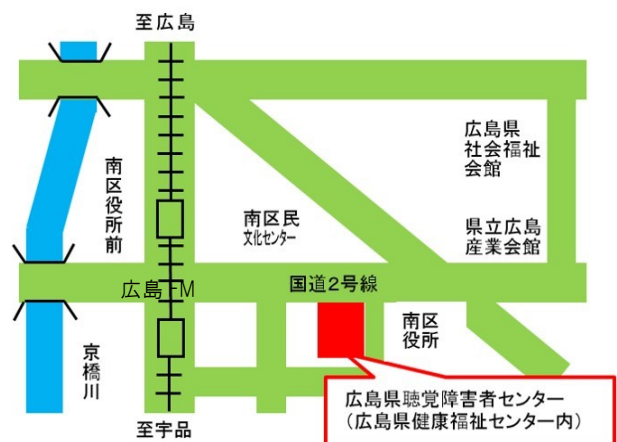 至広島
広島県
社会福祉
会館
南区役所前
南区民
文化センター
県立広島
産業会館
広島FM
国道2号線
南区
役所
京橋川
広島県聴覚障害者センター
(広島県健康福祉センター内)
至宇品